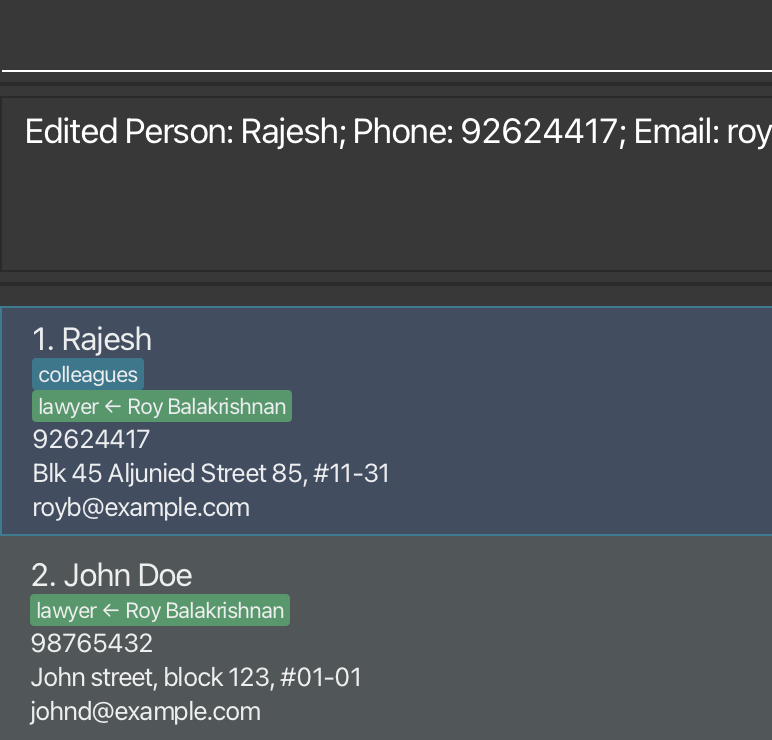 Edited Person: Rajesh; Phone: 92624417; Email: roy
1. Rajesh
colleagues
lawyer ← Roy Balakrishnan
92624417
Blk 45 Aljunied Street 85, #11-31
royb@example.com
2. John Doe
lawyer ← Roy Balakrishnan
98765432
John street, block 123, #01-01
johnd@example.com